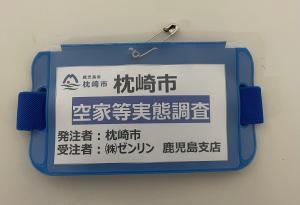 鹿児島市
枕崎市
枕崎市
空家等実態調査
発注者：枕崎市
受注者：㈱ゼンリン 鹿児島支店